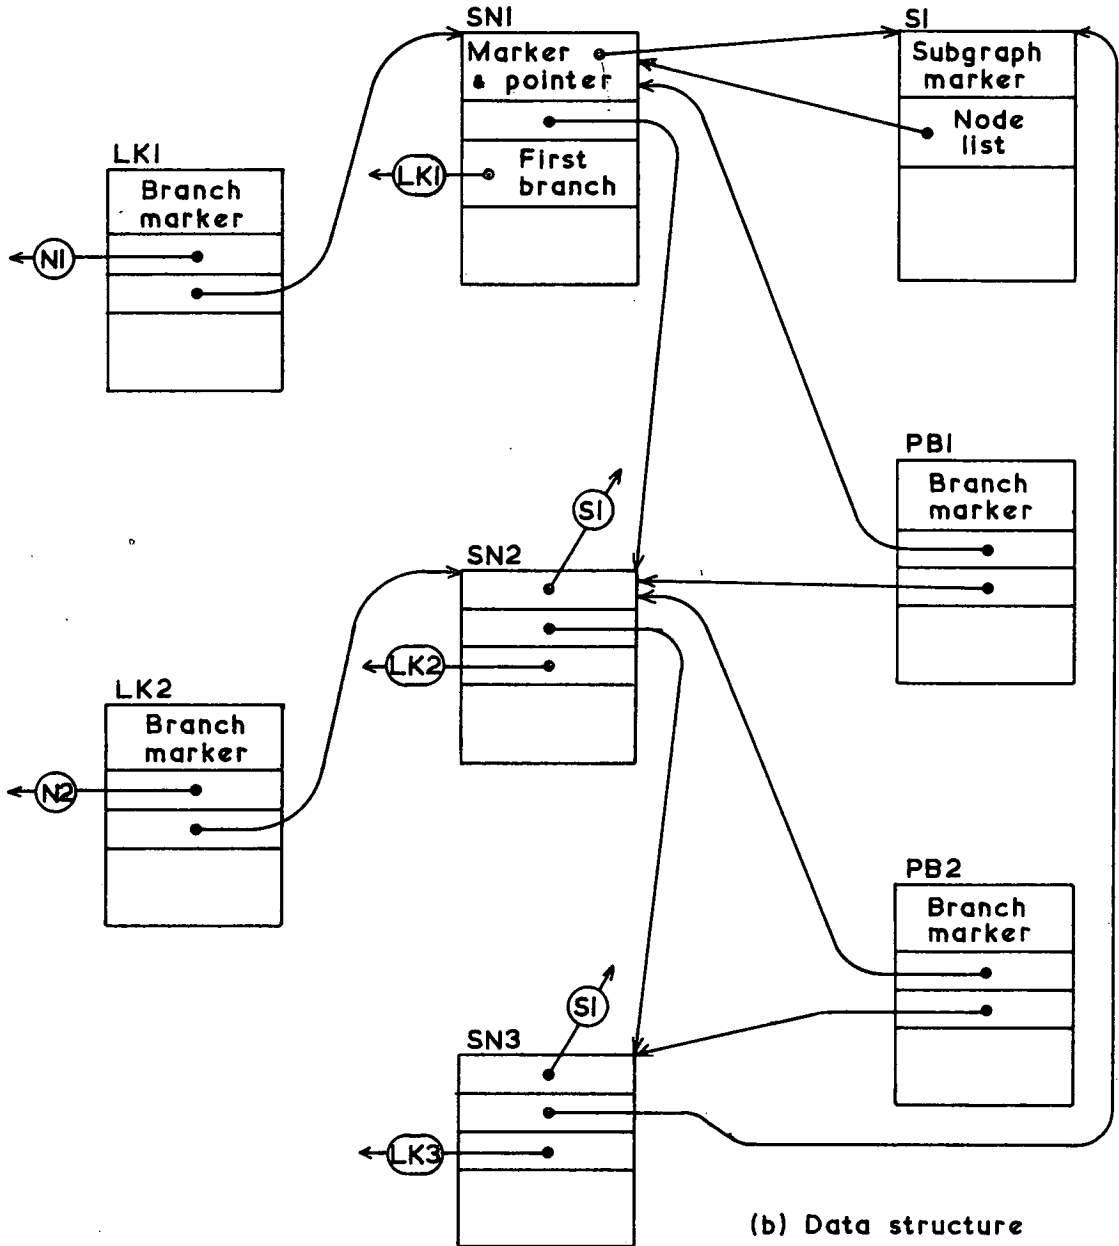 SN1
Marker
& pointer
LK1
First
branch
S1
Subgraph
marker
Node
list
LK1
Branch
marker
N1
PB1
Branch
marker
S1
SN2
LK2
LK2
Branch
marker
N2
PB2
Branch
marker
S1
SN3
LK3
(b) Data structure